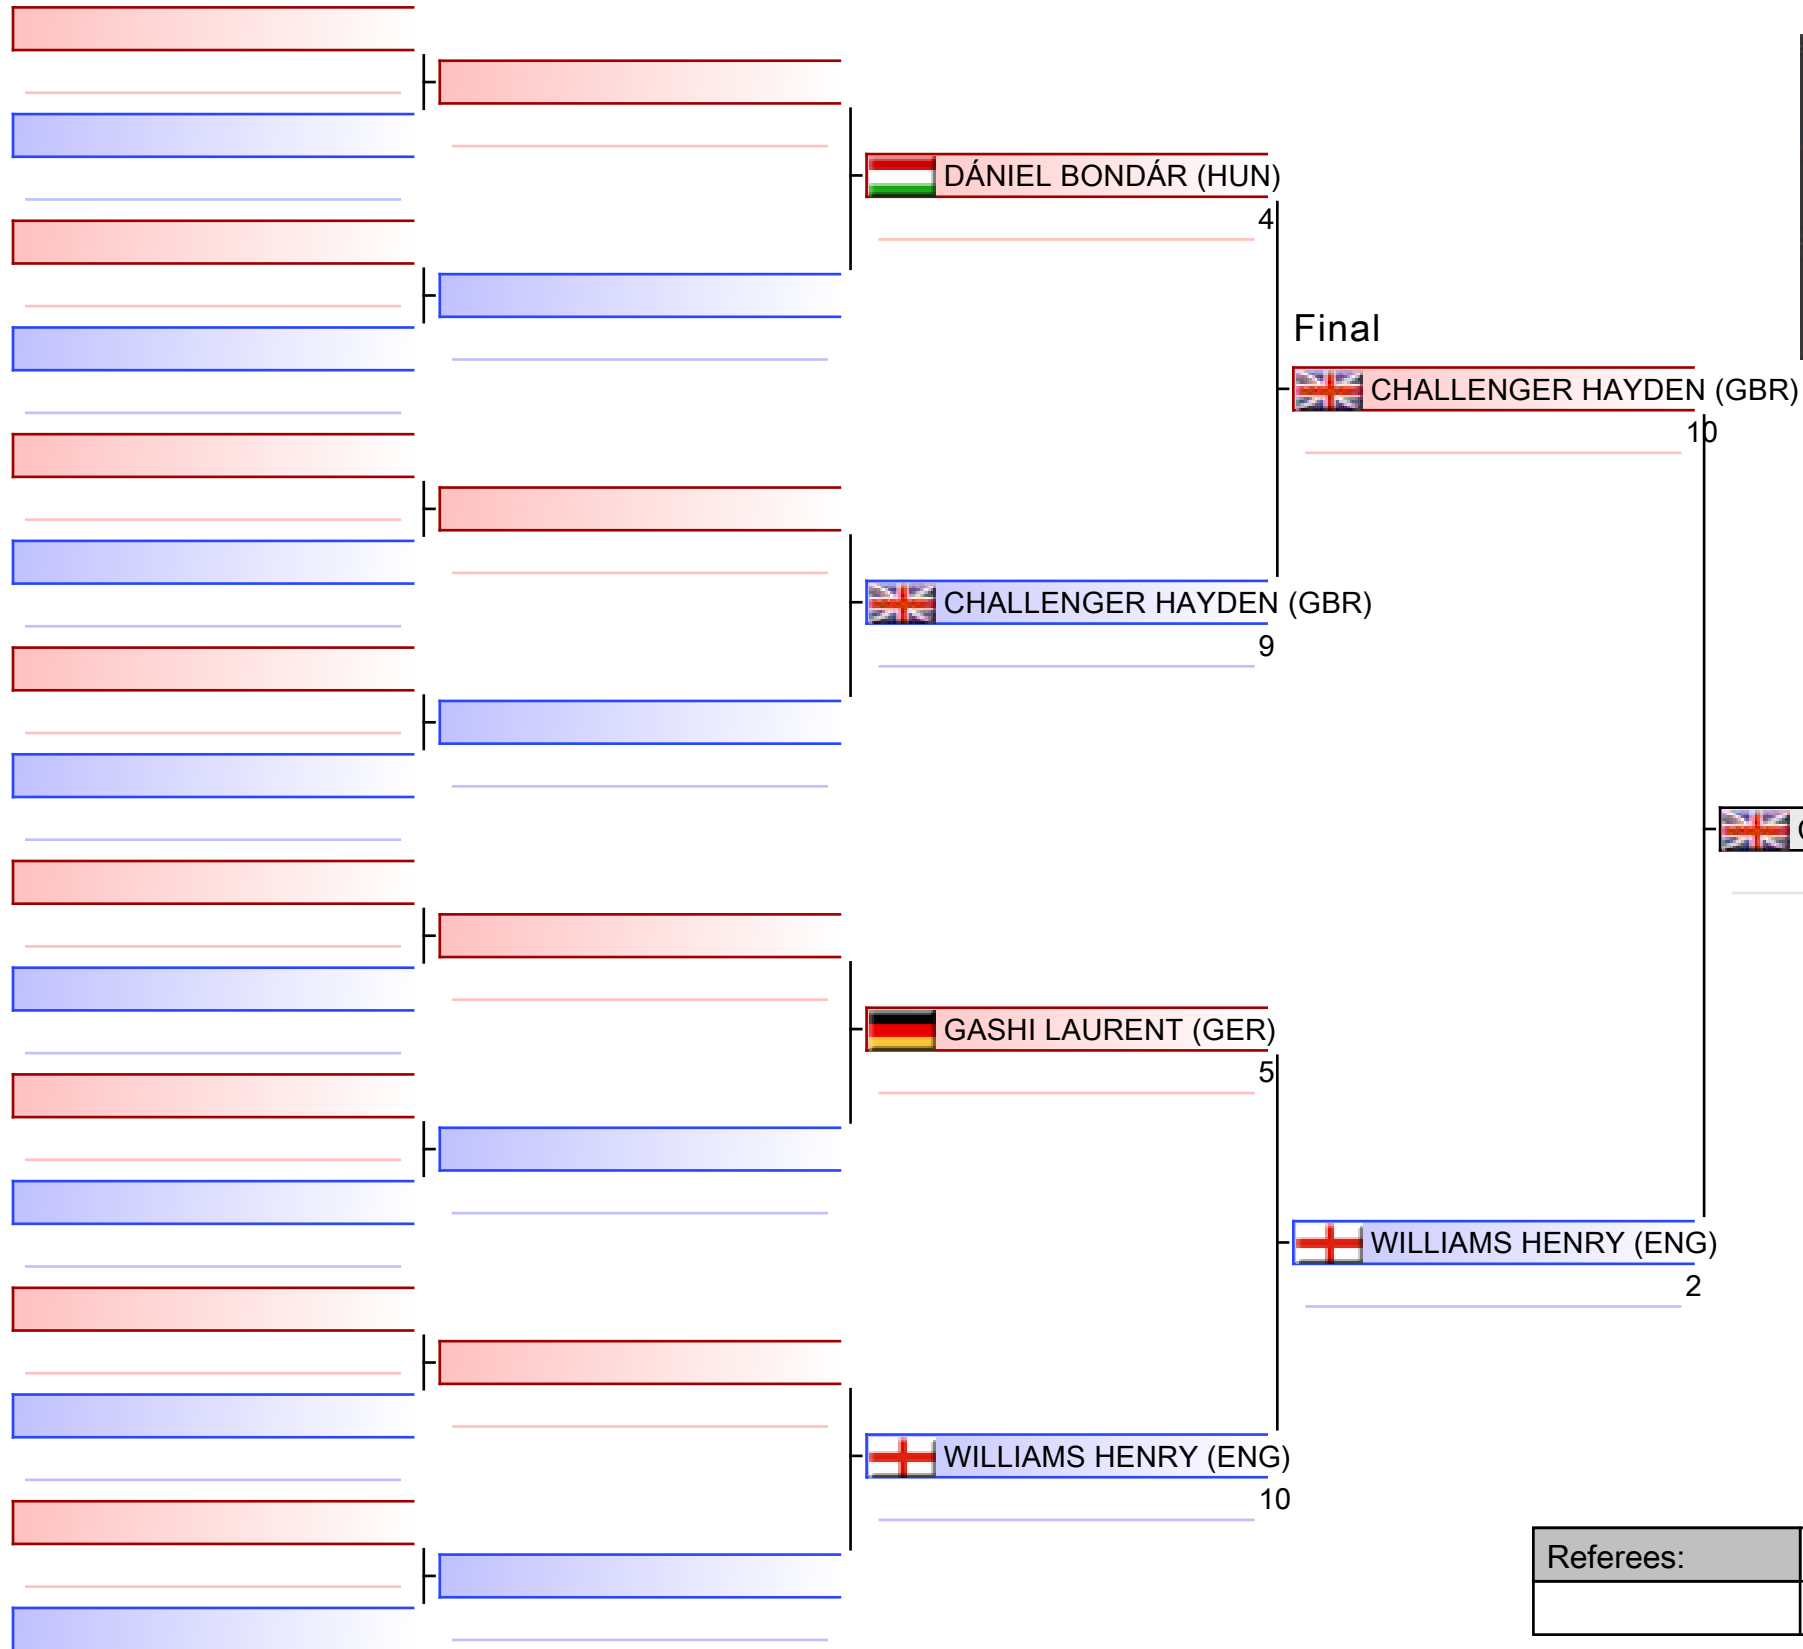 DÁNIEL BONDÁR (HUN)
4
Final
CHALLENGER HAYDEN (GBR)
10
CHALLENGER HAYDEN (GBR)
9
GASHI LAURENT (GER)
5
WILLIAMS HENRY (ENG)
2
WILLIAMS HENRY (ENG)
10
Referees: